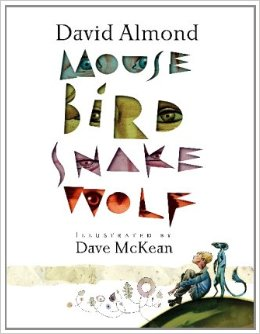 David Almond
MOUSE
BIRD
SNAKE
WOLF
ILLUSTRATED BY
Dave McKean